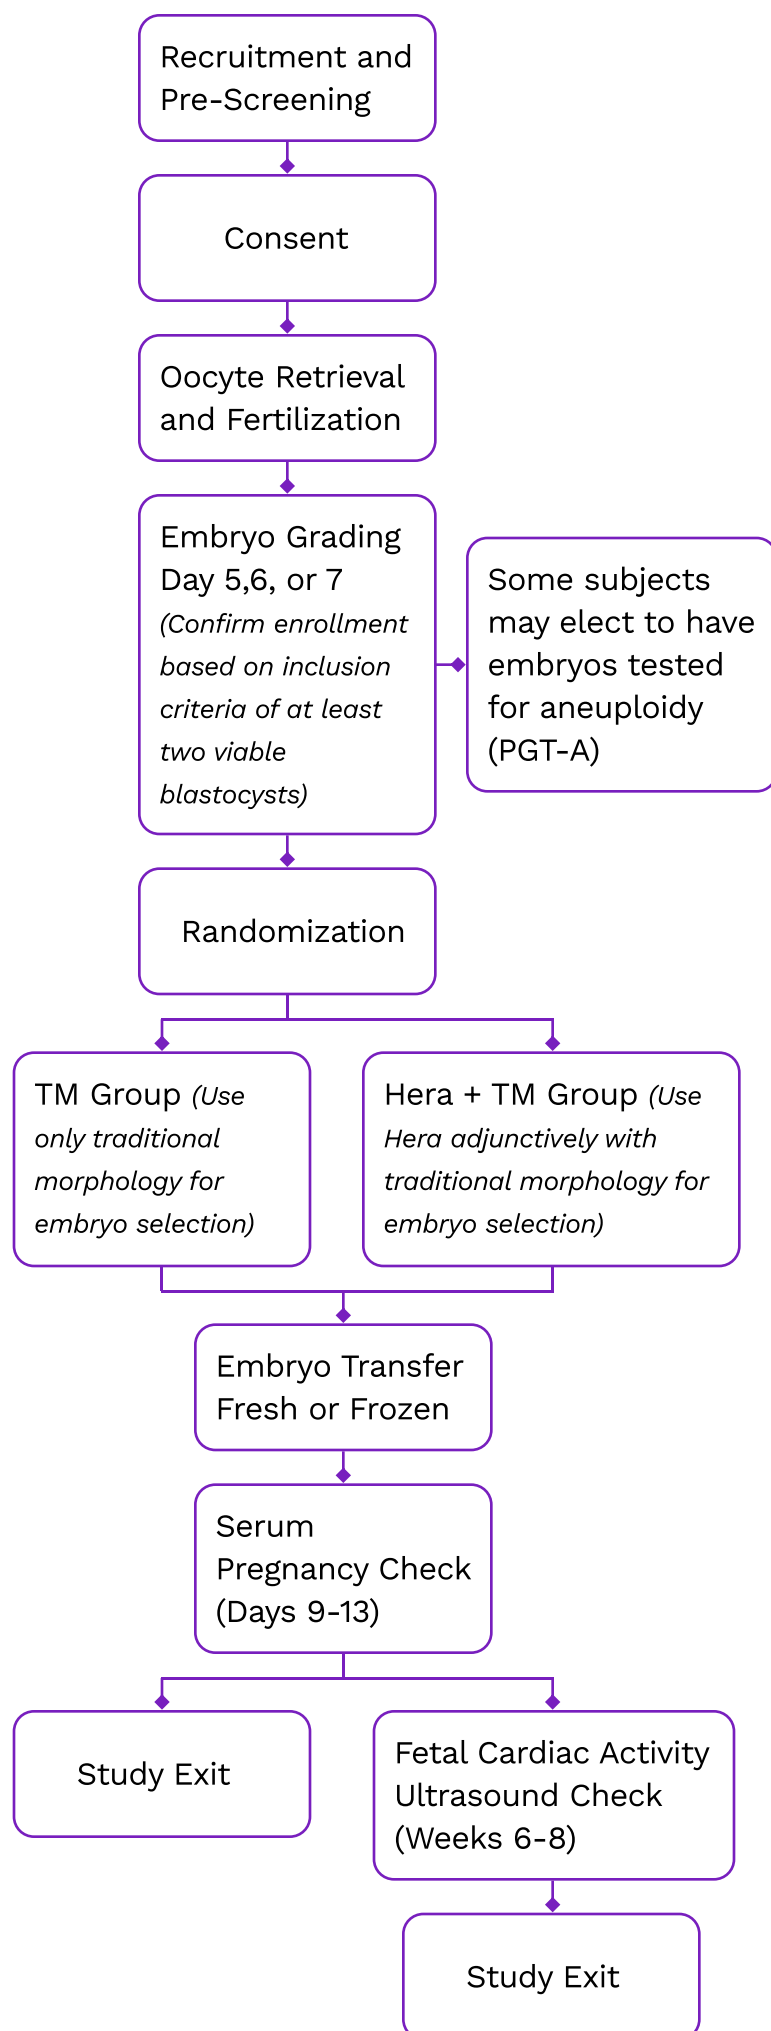 Recruitment and
Pre-Screening
Consent
Oocyte Retrieval
and Fertilization
Embryo Grading
Day 5,6, or 7
(Confirm enrollment
based on inclusion
criteria of at least
two viable
blastocysts)
Some subjects
may elect to have
embryos tested
for aneuploidy
(PGT-A)
Randomization
TM Group (Use
only traditional
morphology for
embryo selection)
Hera + TM Group (Use
Hera adjunctively with
traditional morphology for
embryo selection)
Embryo Transfer
Fresh or Frozen
Serum
Pregnancy Check
(Days 9-13)
Study Exit
Fetal Cardiac Activity
Ultrasound Check
(Weeks 6-8)
Study Exit